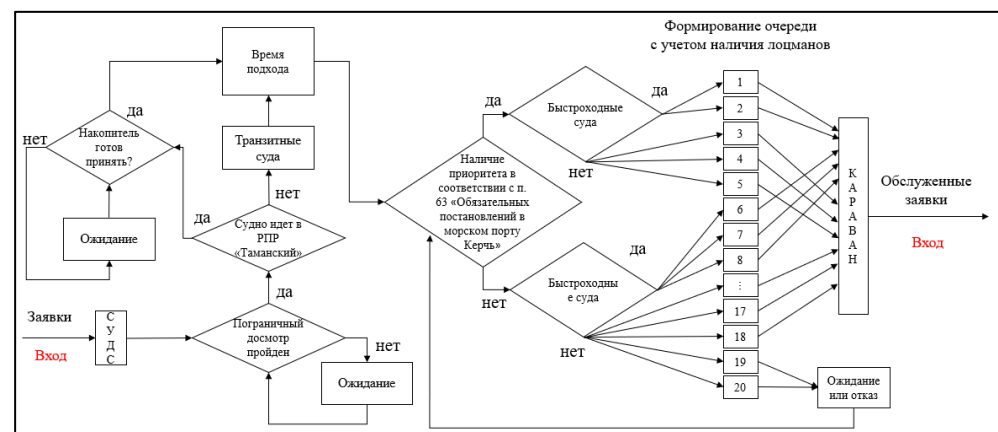 Формирование очереди
с учетом наличия лоцманов
Время
подхода
да
нет
Накопитель
готов
принять?
Транзитные
суда
нет
Ожидание
да
Судно идет в
РПР
«Таманский»
да
Заявки
Вход
С
У
Д
С
Пограничный
досмотр
пройден
нет
Ожидание
Наличие
приоритета в
соответствии с п.
63 «Обязательных
постановлений в
морском порту
Керчь»
да
Быстроходные
суда
да
нет
нет
Быстроходны
е суда
да
нет
1
2
3
4
5
6
7
8
⋮
17
18
19
20
К
А
Р
А
В
А
Н
Обслуженные
заявки
Вход
Ожидание
или отказ